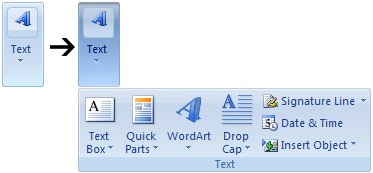 Text
Text
A
Text Box
Quick Parts
WordArt
Drop Cap
Signature Line
Date & Time
Insert Object
Text